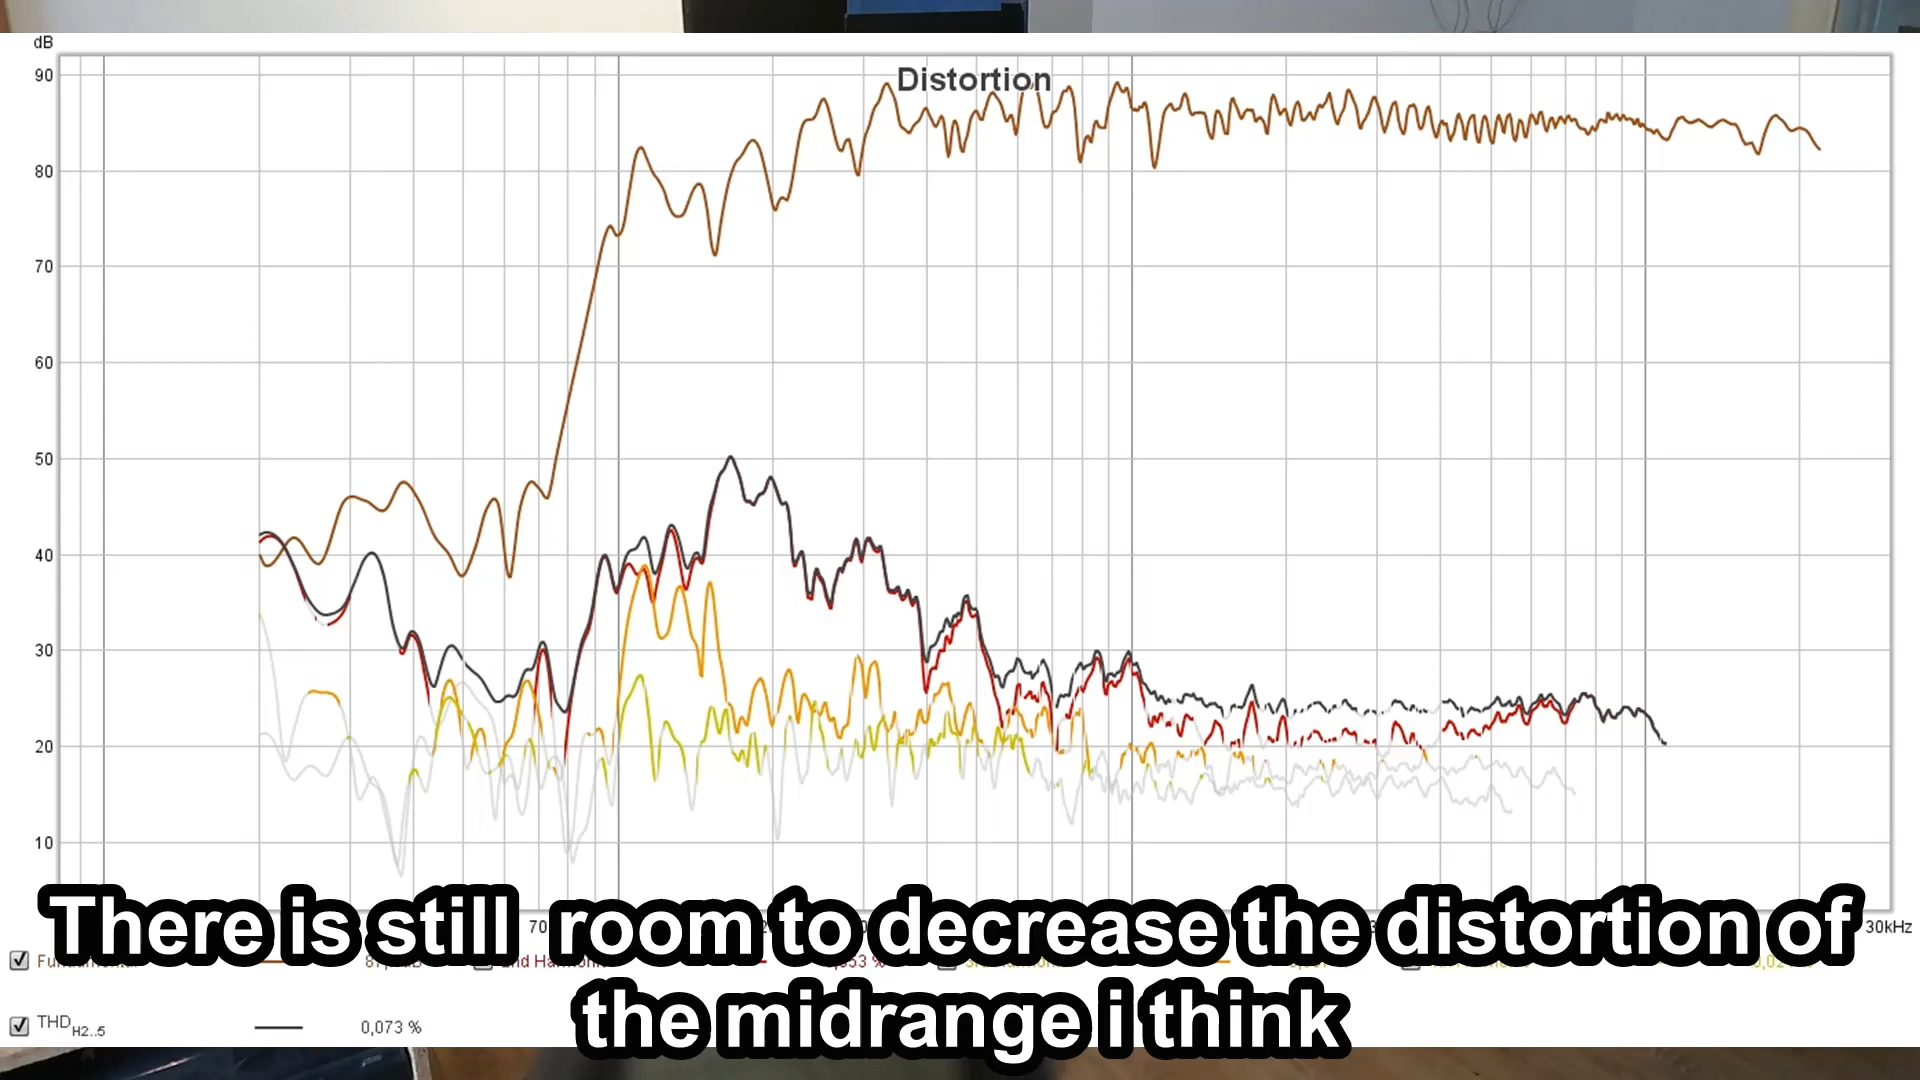 dB
Distortion
90
80
70
60
50
40
30
20
10
There is still room to decrease the distortion of
the midrange i think
70
30kHz
THD H2..5
0,073 %